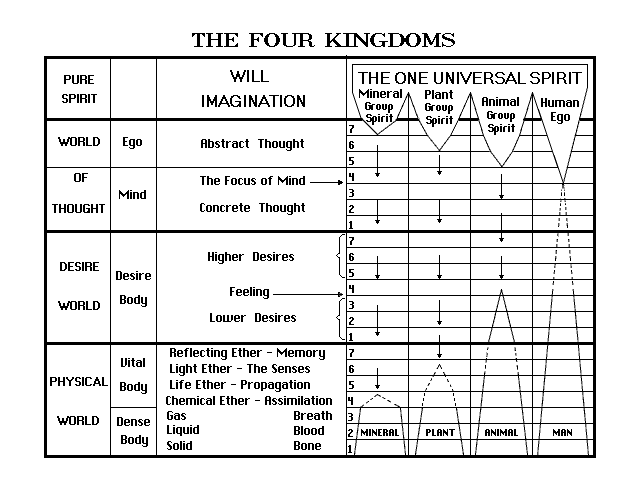 THE FOUR KINGDOMS
PURE
SPIRIT
WILL
IMAGINATION
THE ONE UNIVERSAL SPIRIT
Mineral
Group
Spirit
Plant
Group
Spirit
Animal
Group
Spirit
Human
Ego
WORLD
OF
THOUGHT
Ego
Mind
Abstract Thought
The Focus of Mind
Concrete Thought
7
6
5
4
3
2
1
DESIRE
WORLD
Desire
Body
Higher Desires
Feeling
Lower Desires
7
6
5
4
3
2
1
PHYSICAL
WORLD
Vital
Body
Dense
Body
Reflecting Ether - Memory
Light Ether - The Senses
Life Ether - Propagation
Chemical Ether - Assimilation
Gas Breath
Liquid Blood
Solid Bone
7
6
5
4
3
2
1
MINERAL
PLANT
ANIMAL
MAN